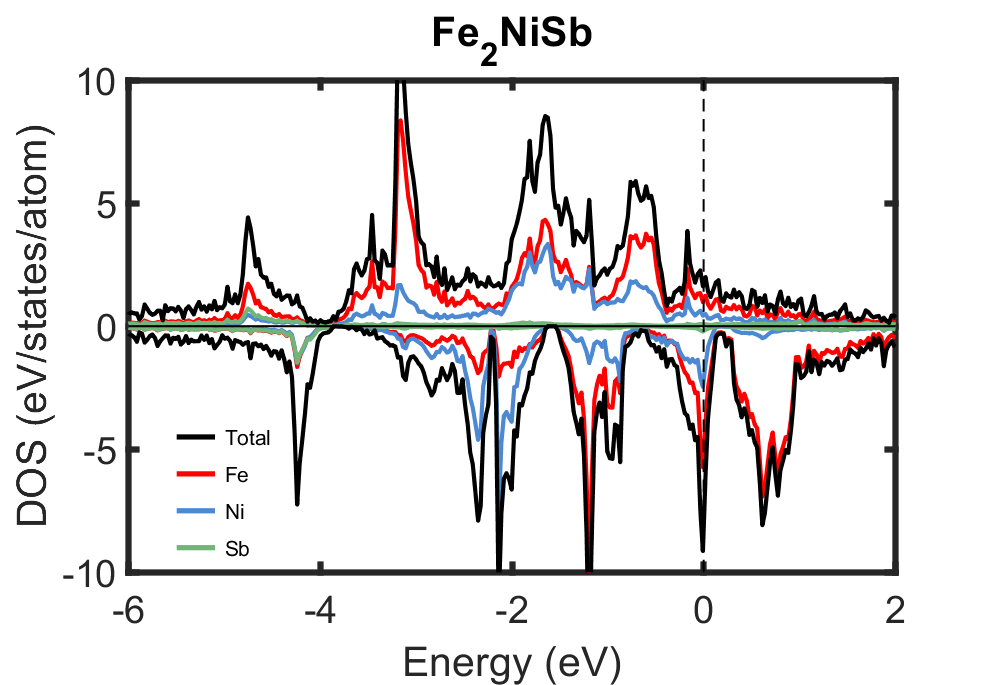 Fe₂NiSb
10
5
0
-5
-10
DOS (eV/states/atom)
Total
Fe
Ni
Sb
-6 -4 -2 0 2
Energy (eV)